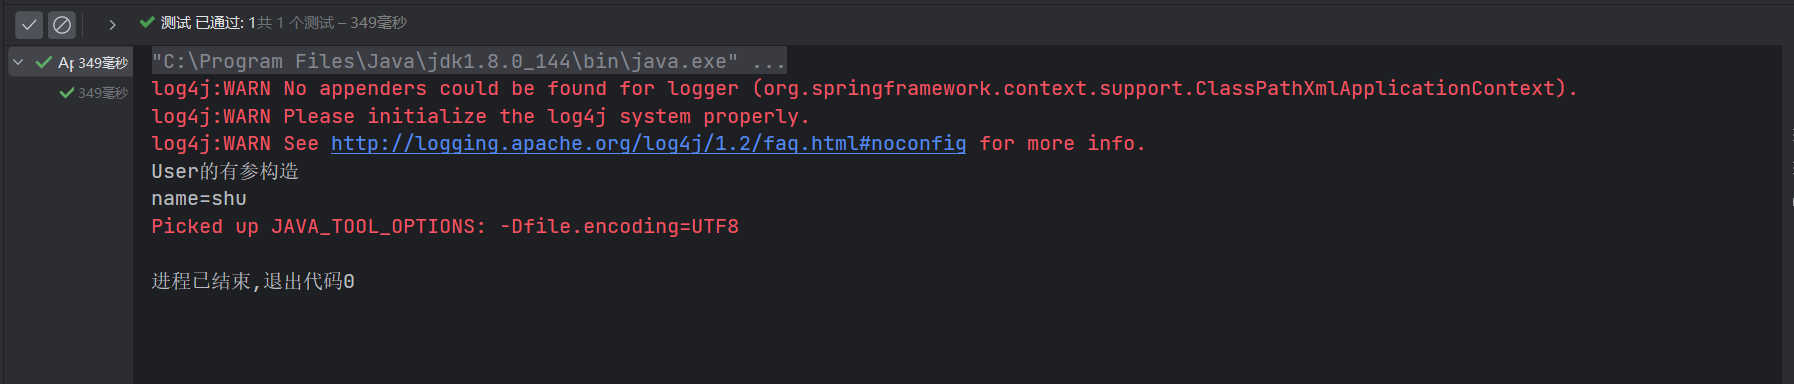 测试 已通过: 1共 1 个测试 – 349毫秒
349毫秒
349毫秒
"C:\Program Files\Java\jdk1.8.0_144\bin\java.exe" ...
log4j:WARN No appenders could be found for logger (org.springframework.context.support.ClassPathXmlApplicationContext).
log4j:WARN Please initialize the log4j system properly.
log4j:WARN See http://logging.apache.org/log4j/1.2/faq.html#noconfig for more info.
User的有参构造
name=shu
Picked up JAVA_TOOL_OPTIONS: -Dfile.encoding=UTF8
进程已结束,退出代码0